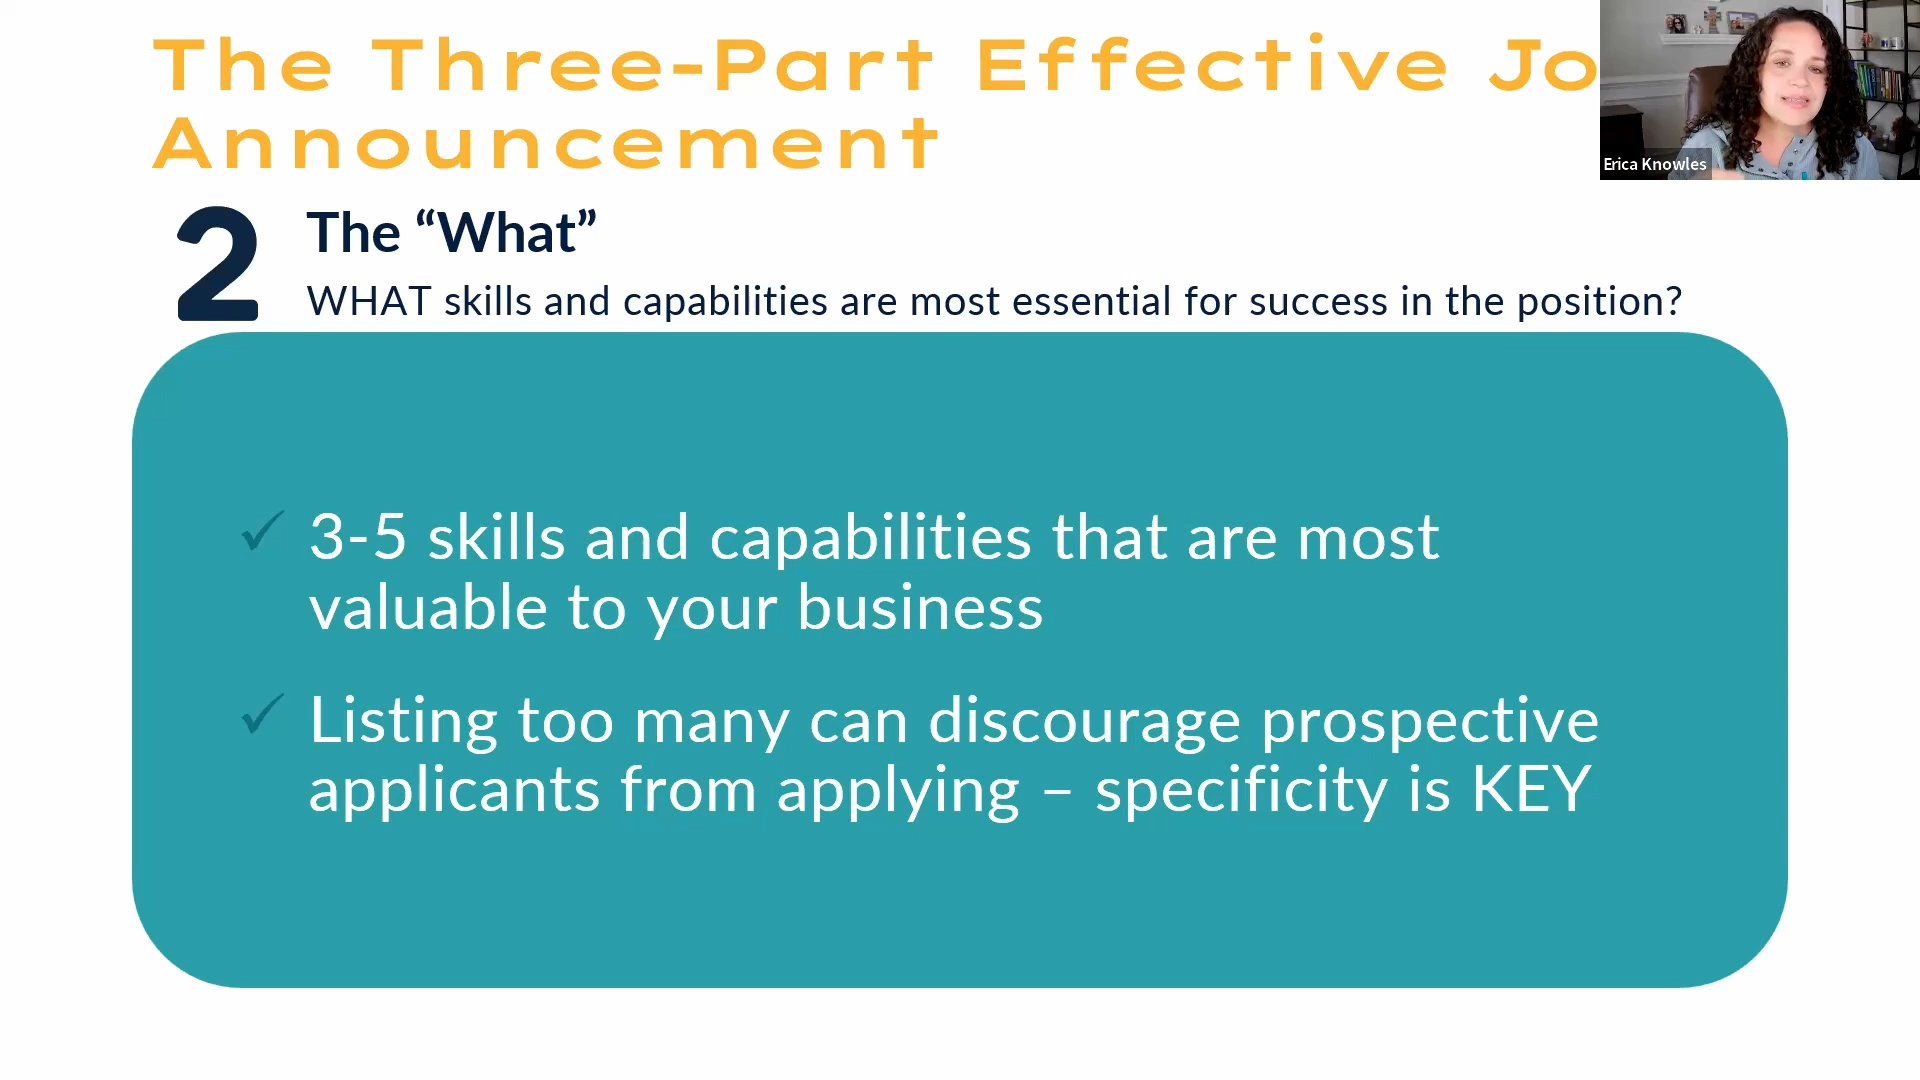 The Three-Part Effective Jo
Announcement
Erica Knowles
2
The “What”
WHAT skills and capabilities are most essential for success in the position?
✓ 3-5 skills and capabilities that are most
valuable to your business
✓ Listing too many can discourage prospective
applicants from applying – specificity is KEY